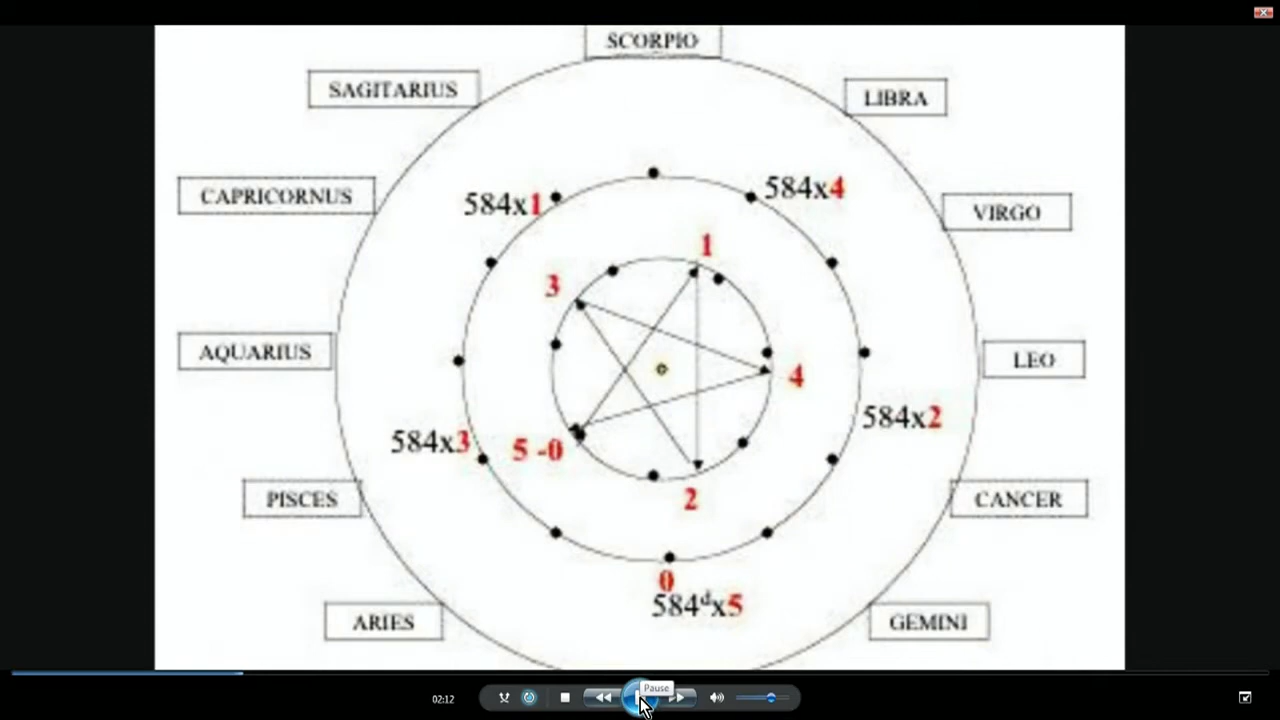 SCORPIO
SAGITARIUS
LIBRA
584x4
CAPRICORNUS
584x1
VIRGO
1
3
AQUARIUS
LEO
4
584x2
584x3
5 -0
PISCES
2
CANCER
0
584ᵈx5
ARIES
GEMINI
Pause
02:12